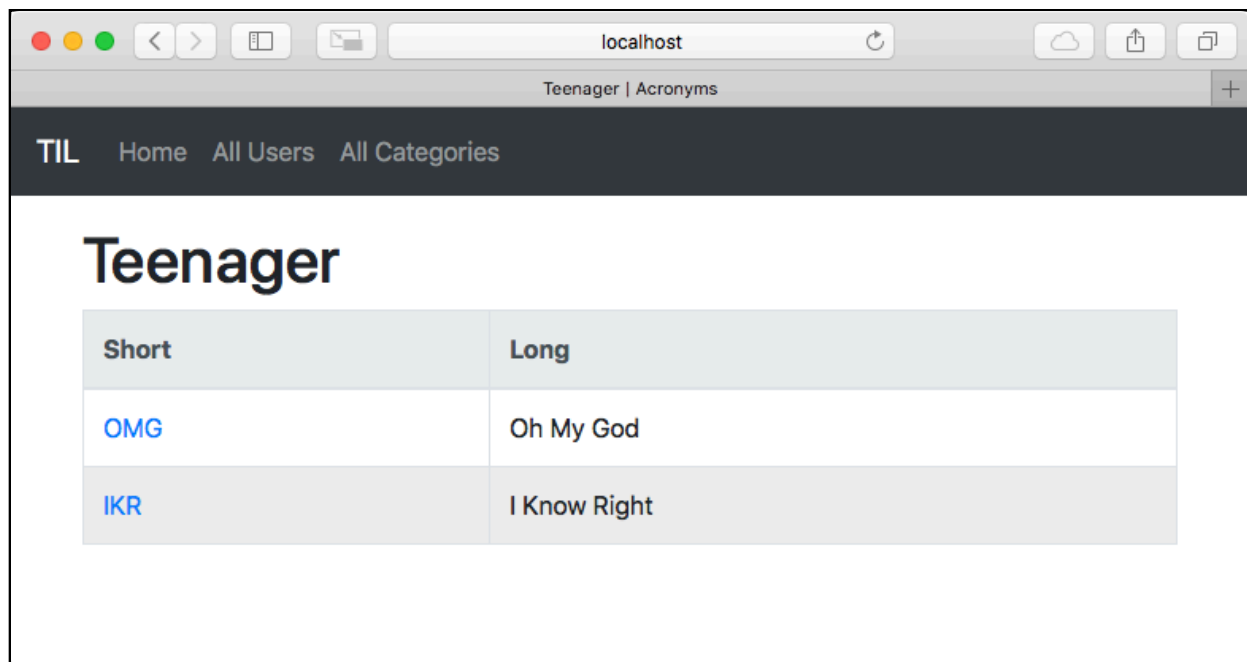 localhost
Teenager | Acronyms
TIL Home All Users All Categories
Teenager
Short Long
OMG Oh My God
IKR I Know Right